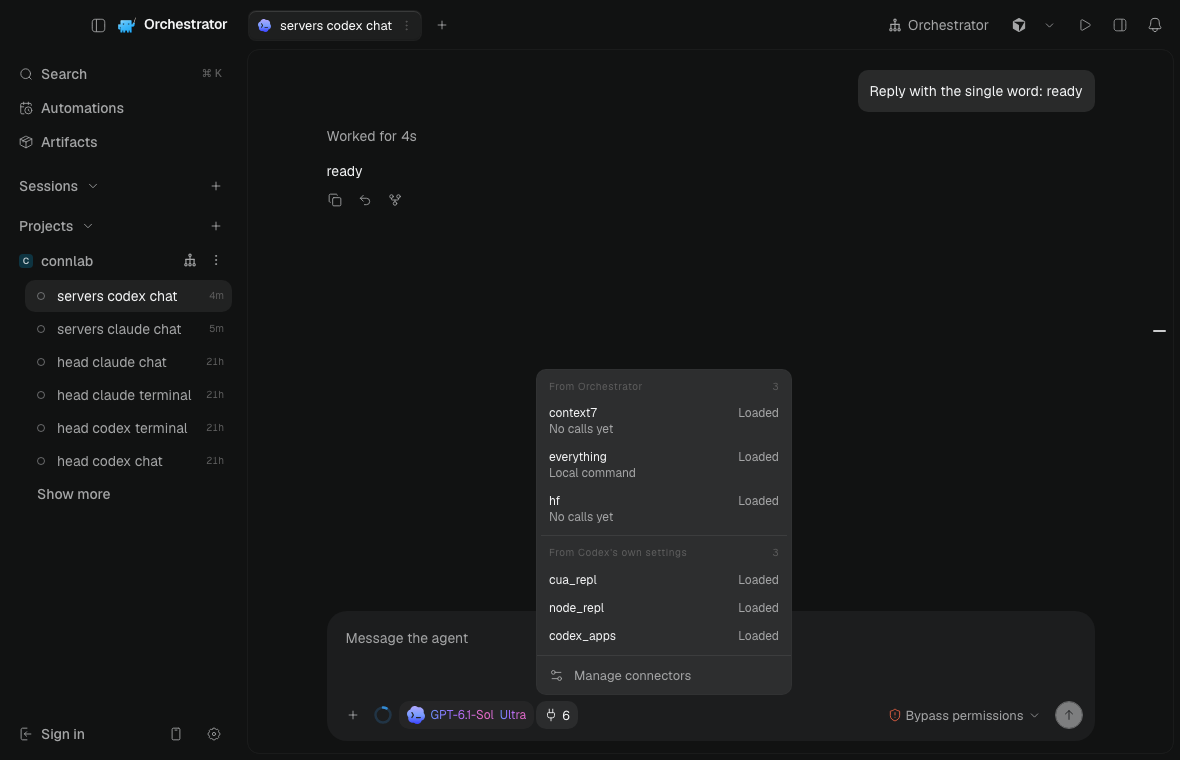 Orchestrator
servers codex chat
Orchestrator
Search
⌘ K
Automations
Artifacts
Sessions
Projects
C connlab
servers codex chat 4m
servers claude chat 5m
head claude chat 21h
head claude terminal 21h
head codex terminal 21h
head codex chat 21h
Show more
Sign in
Reply with the single word: ready
Worked for 4s
ready
From Orchestrator 3
context7 Loaded
No calls yet
everything Loaded
Local command
hf Loaded
No calls yet
From Codex's own settings 3
cua_repl Loaded
node_repl Loaded
codex_apps Loaded
Manage connectors
Message the agent
GPT-6.1-Sol Ultra
6
Bypass permissions